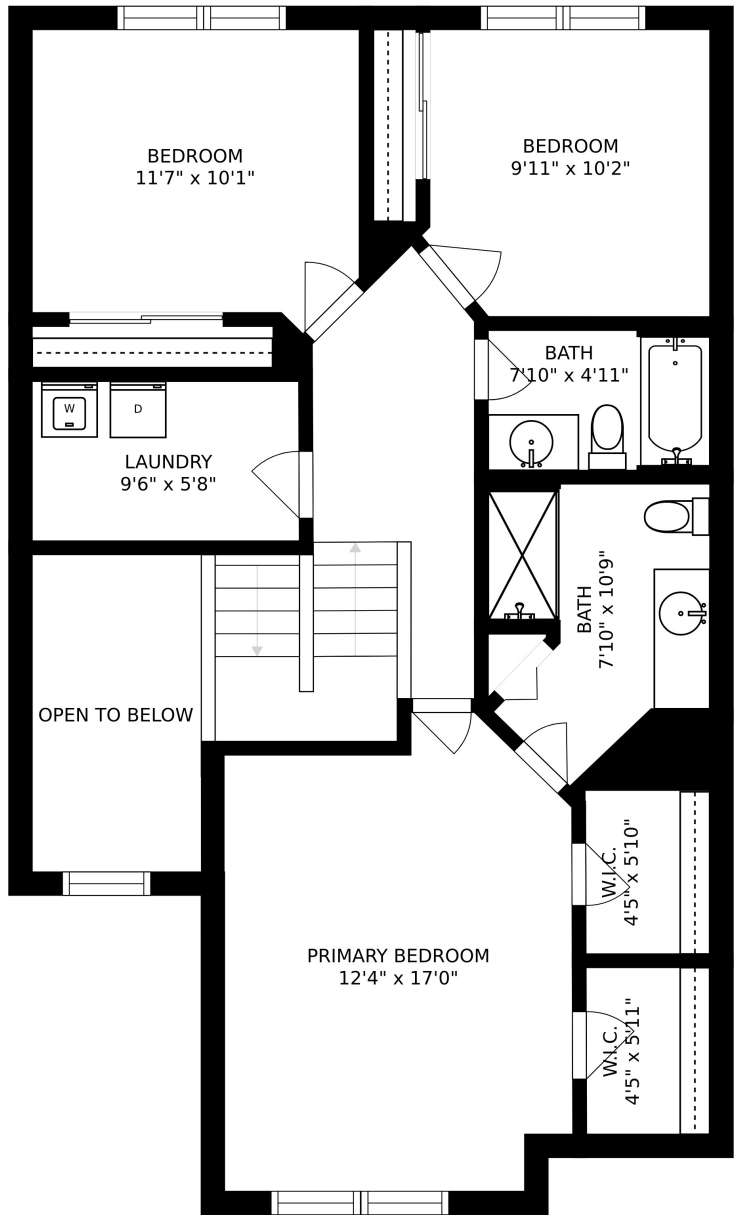 BEDROOM
11'7" x 10'1"
BEDROOM
9'11" x 10'2"
BATH
7'10" x 4'11"
W
D
LAUNDRY
9'6" x 5'8"
BATH
7'10" x 10'9"
OPEN TO BELOW
W.I.C.
4'5" x 5'10"
PRIMARY BEDROOM
12'4" x 17'0"
W.I.C.
4'5" x 5'11"